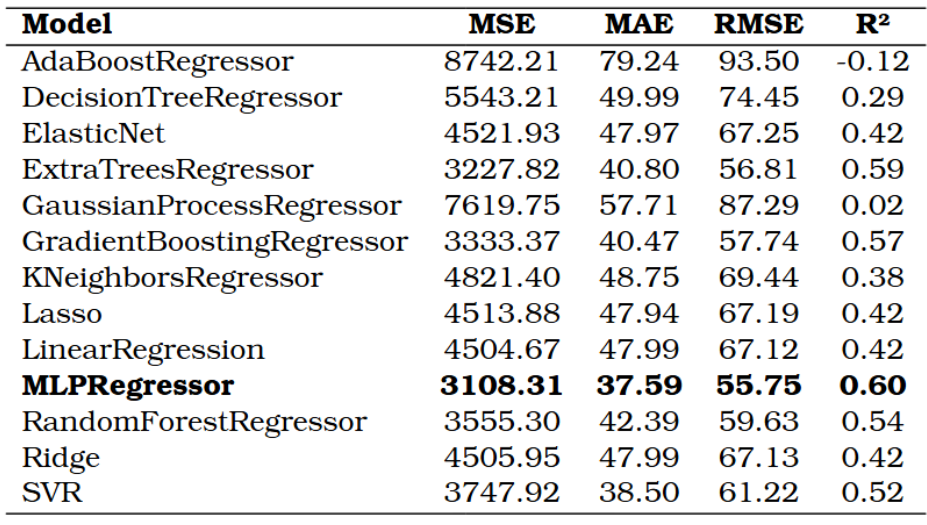 Model MSE MAE RMSE R²
AdaBoostRegressor 8742.21 79.24 93.50 -0.12
DecisionTreeRegressor 5543.21 49.99 74.45 0.29
ElasticNet 4521.93 47.97 67.25 0.42
ExtraTreesRegressor 3227.82 40.80 56.81 0.59
GaussianProcessRegressor 7619.75 57.71 87.29 0.02
GradientBoostingRegressor 3333.37 40.47 57.74 0.57
KNeighborsRegressor 4821.40 48.75 69.44 0.38
Lasso 4513.88 47.94 67.19 0.42
LinearRegression 4504.67 47.99 67.12 0.42
MLPRegressor 3108.31 37.59 55.75 0.60
RandomForestRegressor 3555.30 42.39 59.63 0.54
Ridge 4505.95 47.99 67.13 0.42
SVR 3747.92 38.50 61.22 0.52